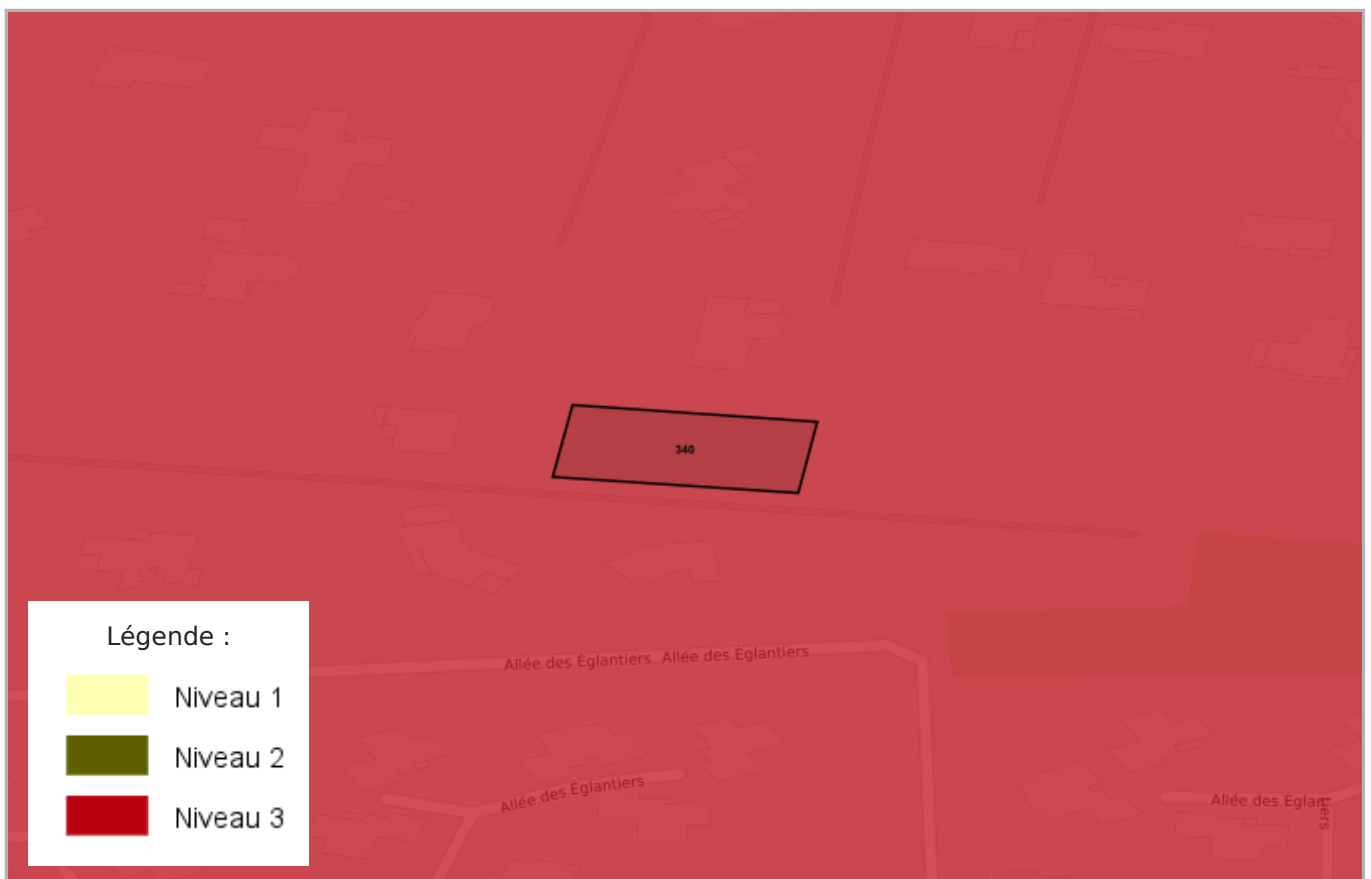 340
Allée des Églantiers Allée des Églantiers
Légende :
Niveau 1
Niveau 2
Niveau 3
Allée des Églantiers
Allée des Églantiers